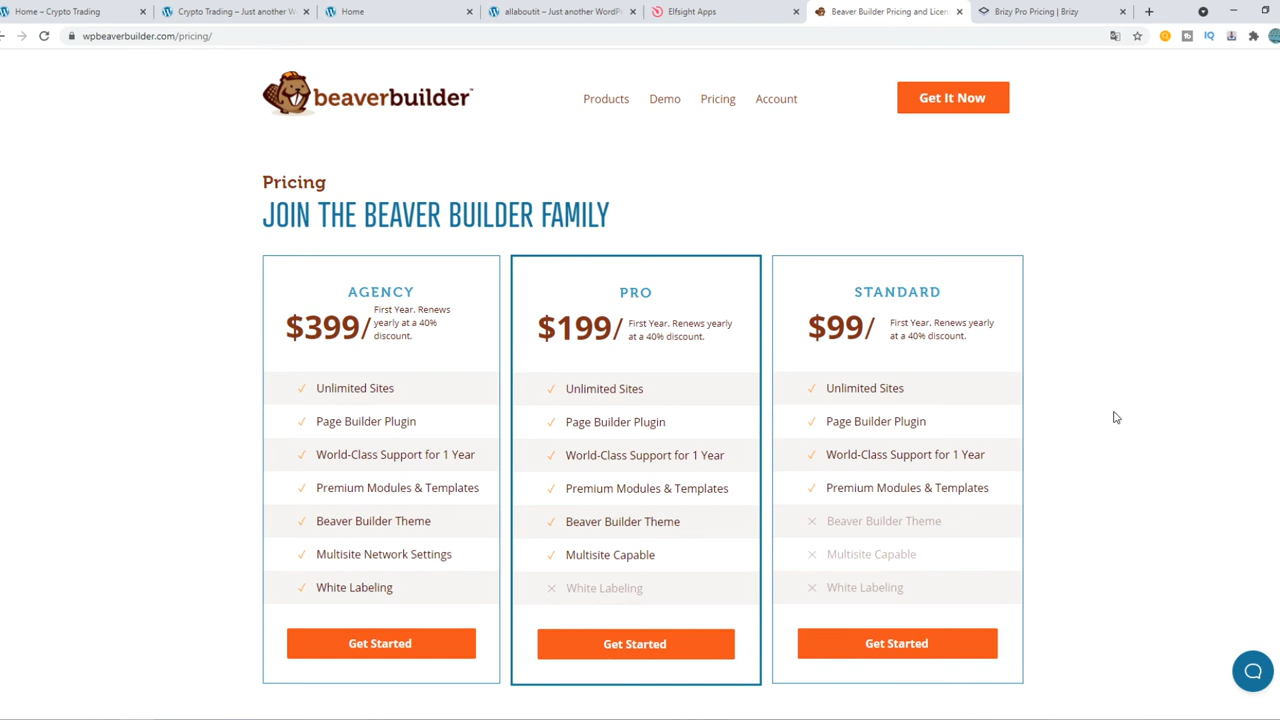 Home – Crypto Trading
Crypto Trading – Just another W
Home
allaboutit – Just another WordP
Elfsight Apps
Beaver Builder Pricing and Licen
Brizy Pro Pricing | Brizy
wpbeaverbuilder.com/pricing/
IQ
beaverbuilder™
Products
Demo
Pricing
Account
Get It Now
Pricing
JOIN THE BEAVER BUILDER FAMILY
AGENCY
$399/
First Year. Renews
yearly at a 40%
discount.
Unlimited Sites
Page Builder Plugin
World-Class Support for 1 Year
Premium Modules & Templates
Beaver Builder Theme
Multisite Network Settings
White Labeling
Get Started
PRO
$199/
First Year. Renews yearly
at a 40% discount.
Unlimited Sites
Page Builder Plugin
World-Class Support for 1 Year
Premium Modules & Templates
Beaver Builder Theme
Multisite Capable
White Labeling
Get Started
STANDARD
$99/
First Year. Renews yearly
at a 40% discount.
Unlimited Sites
Page Builder Plugin
World-Class Support for 1 Year
Premium Modules & Templates
Beaver Builder Theme
Multisite Capable
White Labeling
Get Started